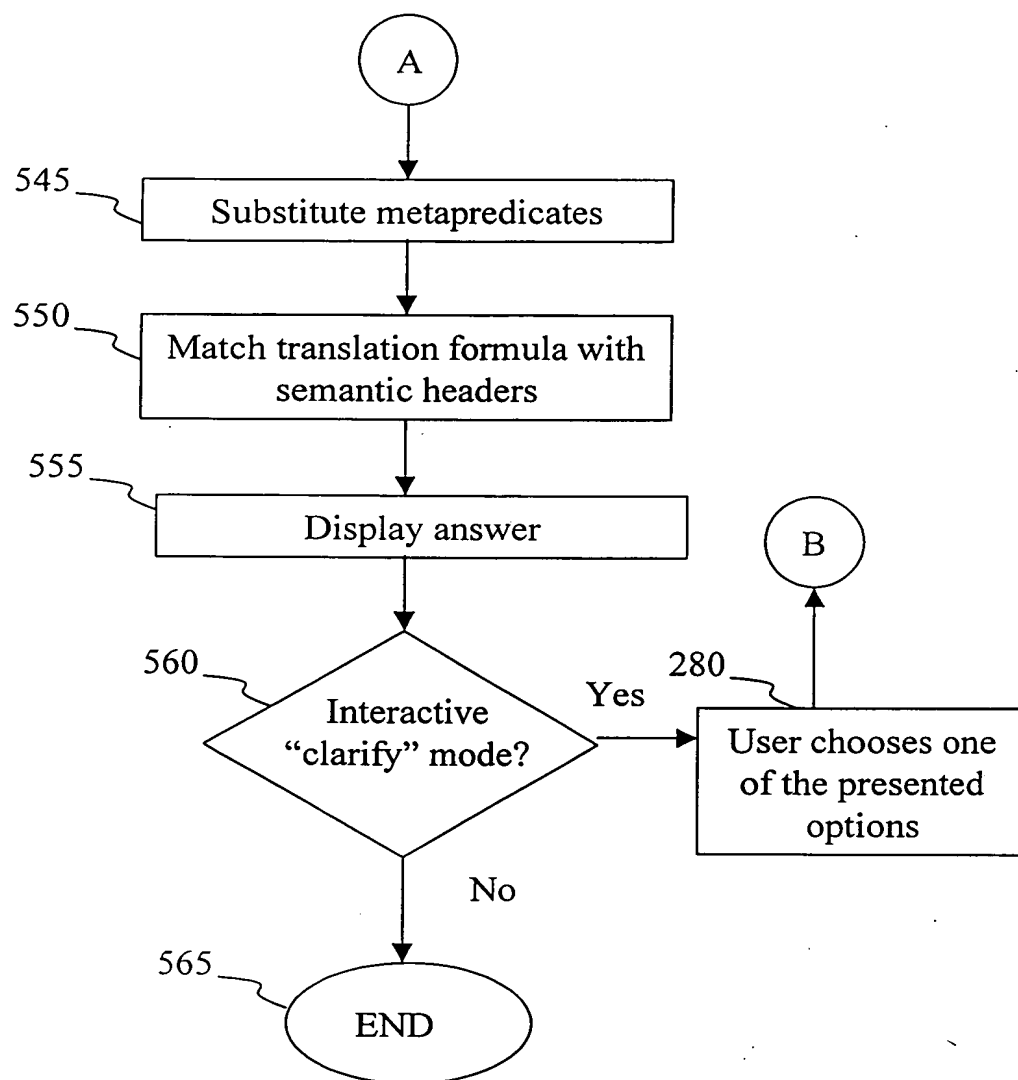 A
545
Substitute metapredicates
550
Match translation formula with
semantic headers
555
Display answer
B
560
Interactive
“clarify” mode?
Yes
280
User chooses one
of the presented
options
No
565
END